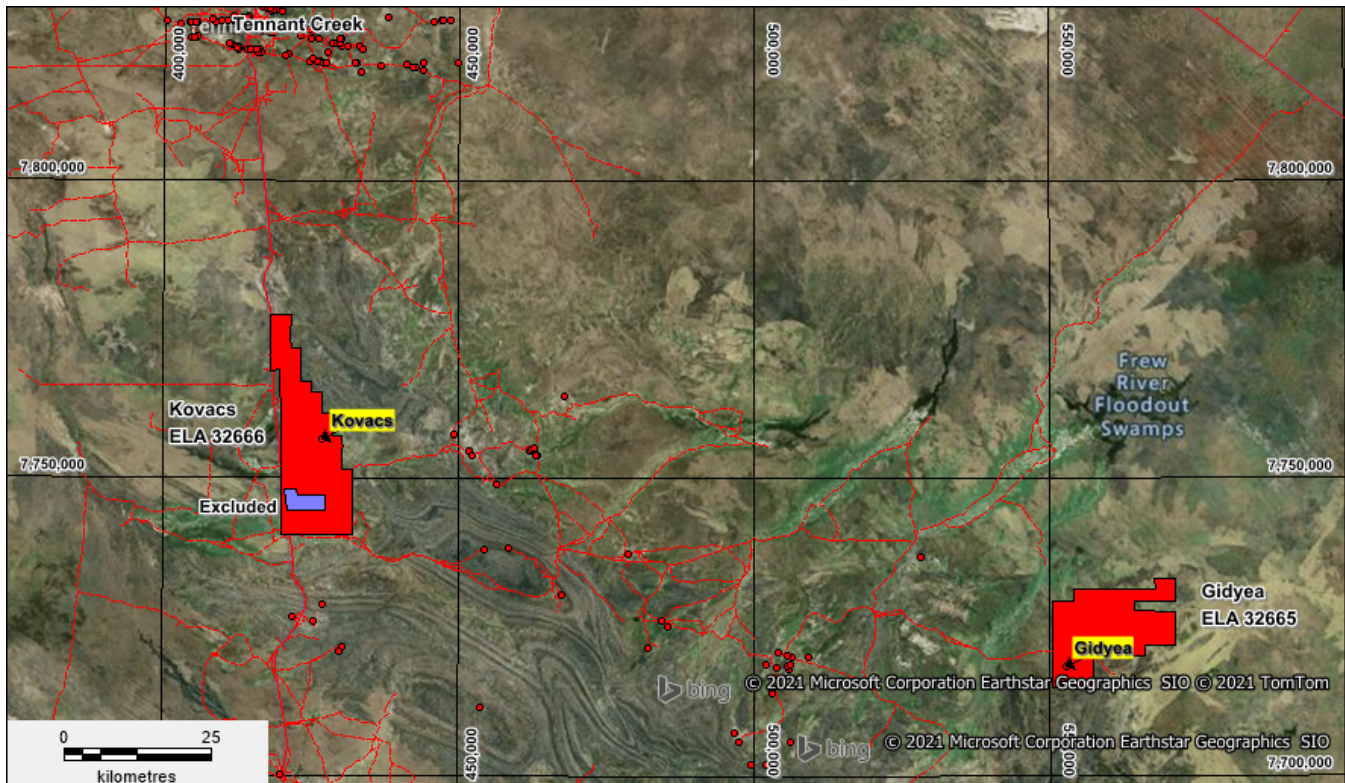 Tennant Creek
400,000
450,000
500,000
550,000
7,800,000
7,800,000
Frew
River
Floodout
Swamps
Kovacs
ELA 32666
Kovacs
7,750,000
7,750,000
Excluded
Gidyea
ELA 32665
Gidyea
bing
© 2021 Microsoft Corporation Earthstar Geographics SIO © 2021 TomTom
bing
© 2021 Microsoft Corporation Earthstar Geographics SIO
0 25
kilometres
450,000
500,000
7,700,000